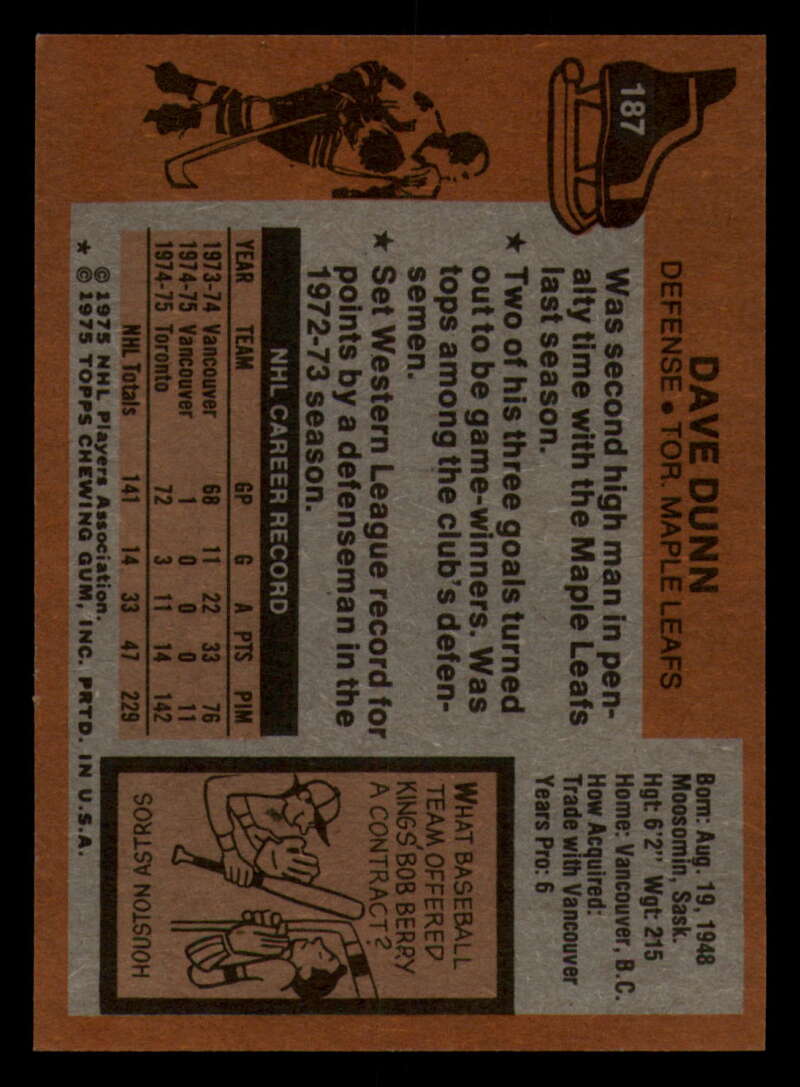 187
DAVE DUNN
DEFENSE • TOR. MAPLE LEAFS
Was second high man in pen-
alty time with the Maple Leafs
last season.
★ Two of his three goals turned
out to be game-winners. Was
tops among the club's defen-
semen.
★ Set Western League record for
points by a defenseman in the
1972-73 season.
NHL CAREER RECORD
YEAR TEAM GP G A PTS PIM
1973-74 Vancouver 68 11 22 33 76
1974-75 Vancouver 1 0 0 0 11
1974-75 Toronto 72 3 11 14 142
NHL Totals 141 14 33 47 229
© 1975 NHL Players Association.
★ © 1975 TOPPS CHEWING GUM, INC. PRTD. IN U.S.A.
Born: Aug. 19, 1948
Moosomin, Sask.
Hgt: 6'2" Wgt: 215
Home: Vancouver, B.C.
How Acquired:
Trade with Vancouver
Years Pro: 6
WHAT BASEBALL
TEAM OFFERED
KINGS' BOB BERRY
A CONTRACT?
HOUSTON ASTROS